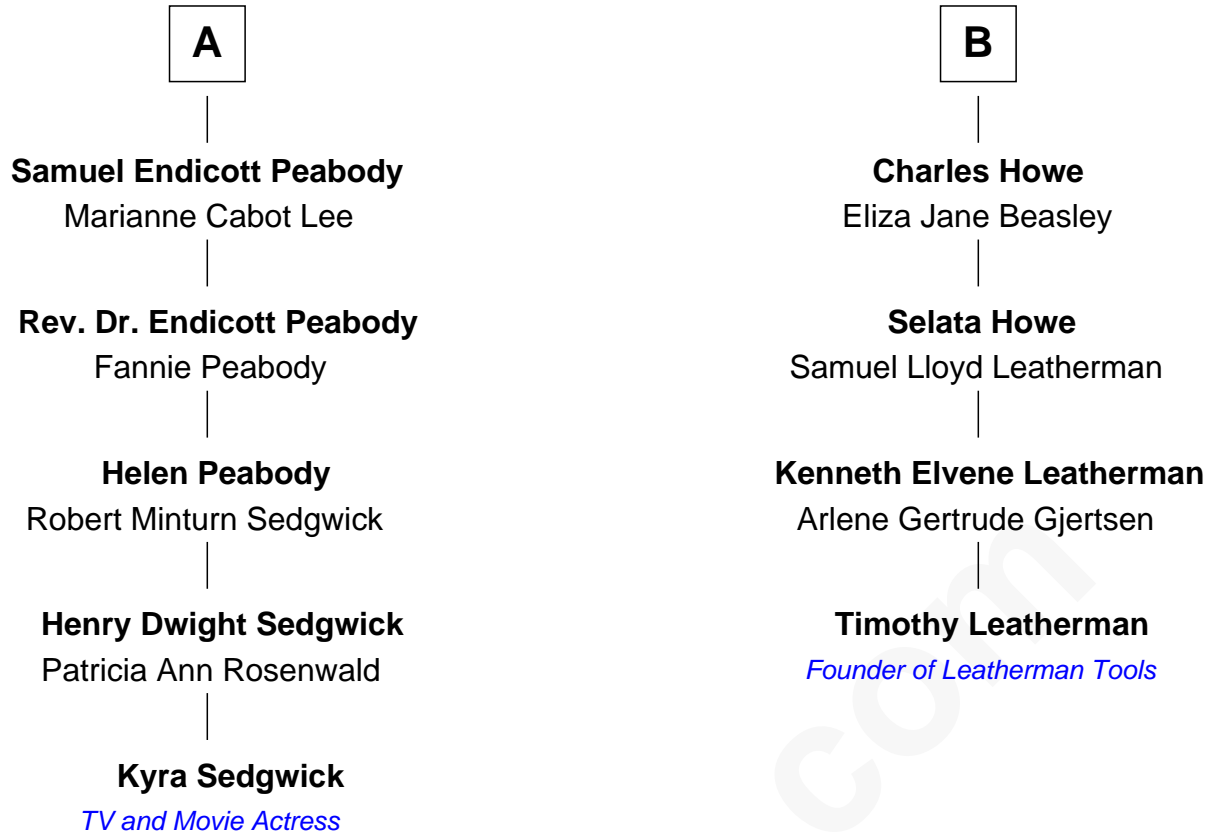 A
Samuel Endicott Peabody
Marianne Cabot Lee
Rev. Dr. Endicott Peabody
Fannie Peabody
Helen Peabody
Robert Minturn Sedgwick
Henry Dwight Sedgwick
Patricia Ann Rosenwald
Kyra Sedgwick
TV and Movie Actress
B
Charles Howe
Eliza Jane Beasley
Selata Howe
Samuel Lloyd Leatherman
Kenneth Elvene Leatherman
Arlene Gertrude Gjertsen
Timothy Leatherman
Founder of Leatherman Tools
com